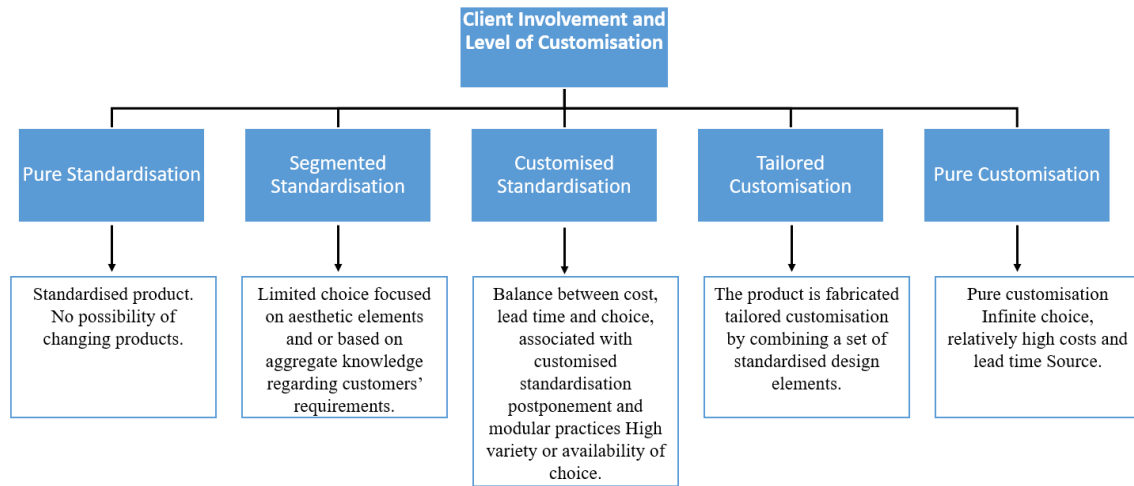 Client Involvement and
Level of Customisation
Pure Standardisation
Segmented
Standardisation
Customised
Standardisation
Tailored
Customisation
Pure Customisation
Standardised product.
No possibility of
changing products.
Limited choice focused
on aesthetic elements
and or based on
aggregate knowledge
regarding customers’
requirements.
Balance between cost,
lead time and choice,
associated with
customised
standardisation
postponement and
modular practices High
variety or availability of
choice.
The product is fabricated
tailored customisation
by combining a set of
standardised design
elements.
Pure customisation
Infinite choice,
relatively high costs and
lead time Source.